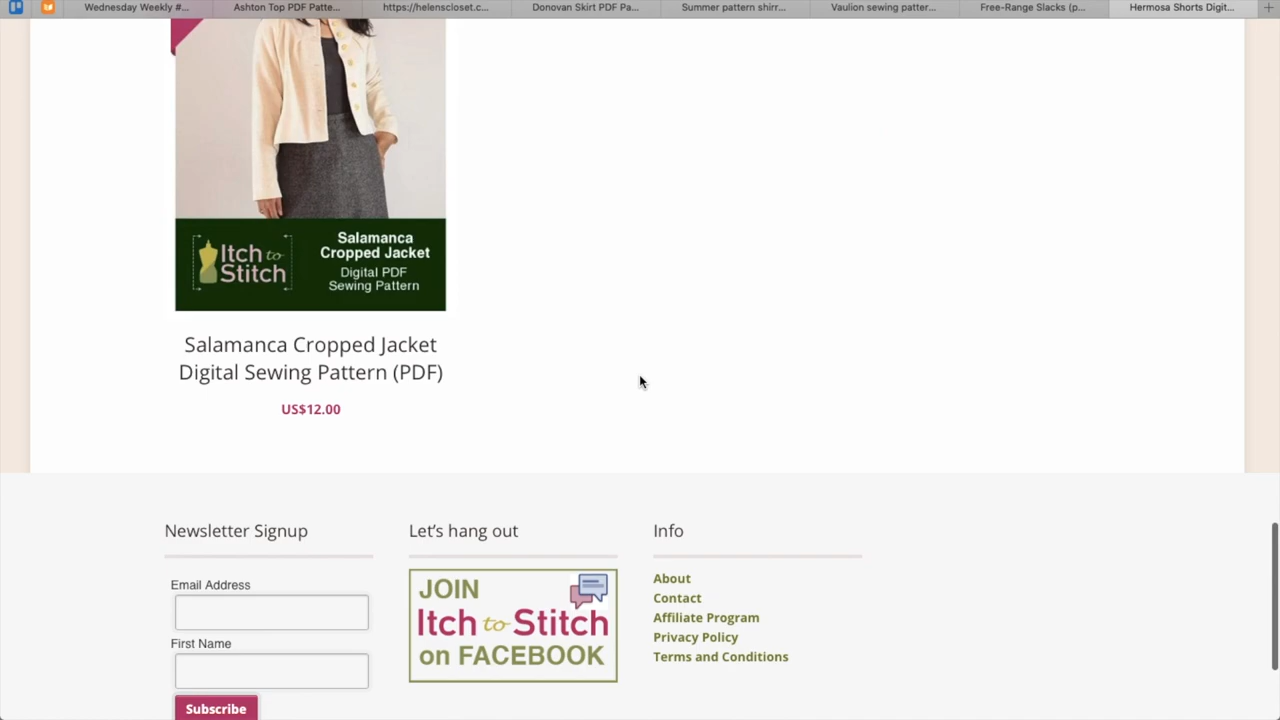 Wednesday Weekly #...
Ashton Top PDF Patte...
https://helenscloset.c...
Donovan Skirt PDF Pa...
Summer pattern shirr...
Vaulion sewing patter...
Free-Range Slacks (p...
Hermosa Shorts Digit...
Itch to
Stitch
Salamanca
Cropped Jacket
Digital PDF
Sewing Pattern
Salamanca Cropped Jacket
Digital Sewing Pattern (PDF)
US$12.00
Newsletter Signup
Email Address
First Name
Subscribe
Let's hang out
JOIN
Itch to Stitch
on FACEBOOK
Info
About
Contact
Affiliate Program
Privacy Policy
Terms and Conditions